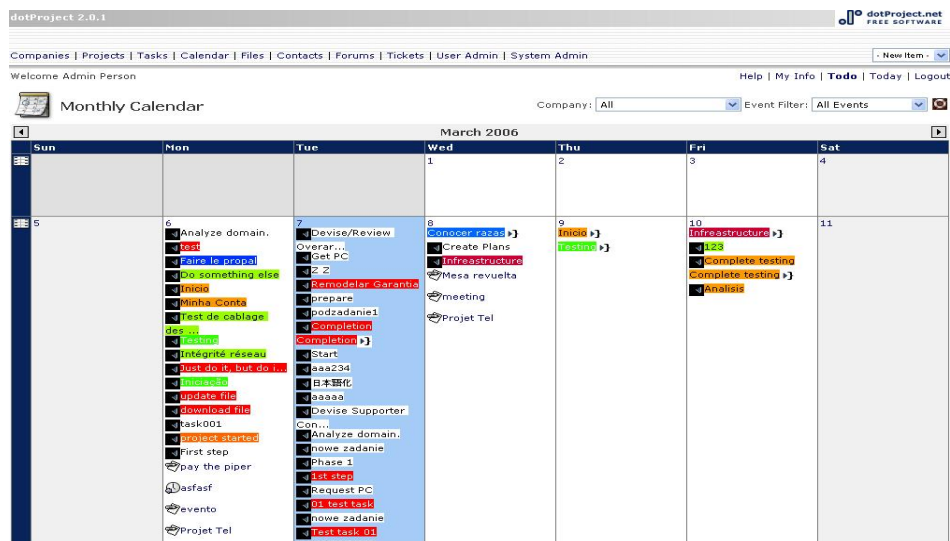 dotProject 2.0.1
dotProject.net
FREE SOFTWARE
Companies | Projects | Tasks | Calendar | Files | Contacts | Forums | Tickets | User Admin | System Admin
- New Item -
Welcome Admin Person
Help | My Info | Todo | Today | Logout
Monthly Calendar
Company: All
Event Filter: All Events
March 2006
Sun Mon Tue Wed Thu Fri Sat
1 2 3 4
5
6
Analyze domain.
test
Faire le propal
Do something else
Inicio
Minha Conta
Test de cablage
des ...
Testing
Intégrité réseau
Just do it, but do i...
Iniciação
update file
download file
task001
project started
First step
pay the piper
asfasf
evento
Projet Tel
7
Devise/Review
Overar...
Get PC
Z Z
Remodelar Garantia
prepare
podzadanie1
Completion
Completion
Start
aaa234
日本語化
aaaaa
Devise Supporter
Con...
Analyze domain.
nowe zadanie
Phase 1
1st step
Request PC
01 test task
nowe zadanie
Test task 01
8
Conocer razas
Create Plans
Infreastructure
Mesa revuelta
meeting
Projet Tel
9
Inicio
Testing
10
Infreastructure
123
Complete testing
Complete testing
Analisis
11